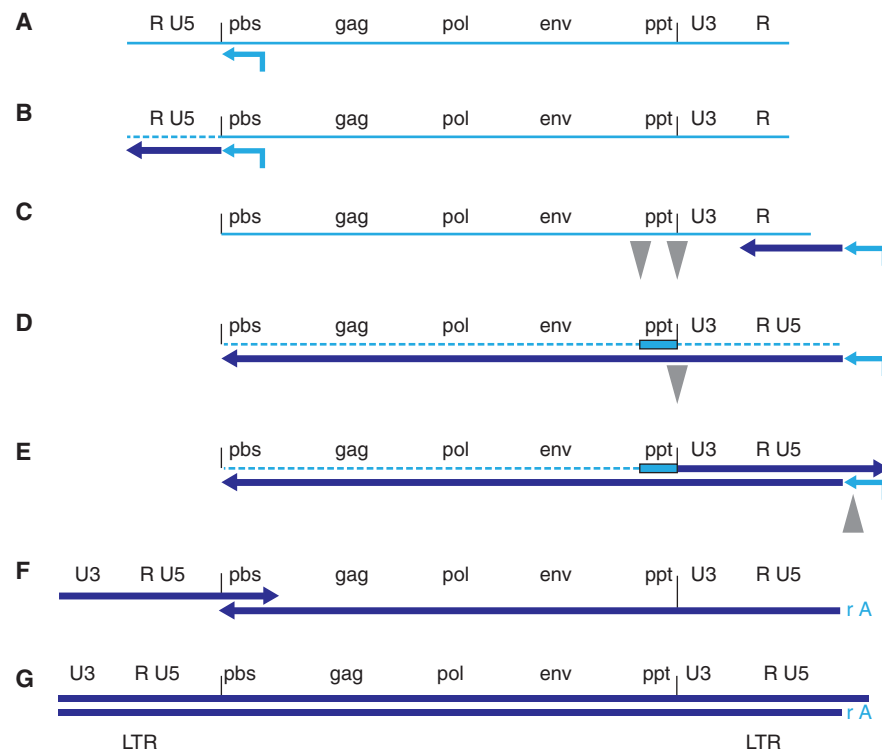 A R U5 pbs gag pol env ppt U3 R
B R U5 pbs gag pol env ppt U3 R
C pbs gag pol env ppt U3 R
D pbs gag pol env ppt U3 R U5
E pbs gag pol env ppt U3 R U5
F U3 R U5 pbs gag pol env ppt U3 R U5
r A
G U3 R U5 pbs gag pol env ppt U3 R U5
r A
LTR LTR